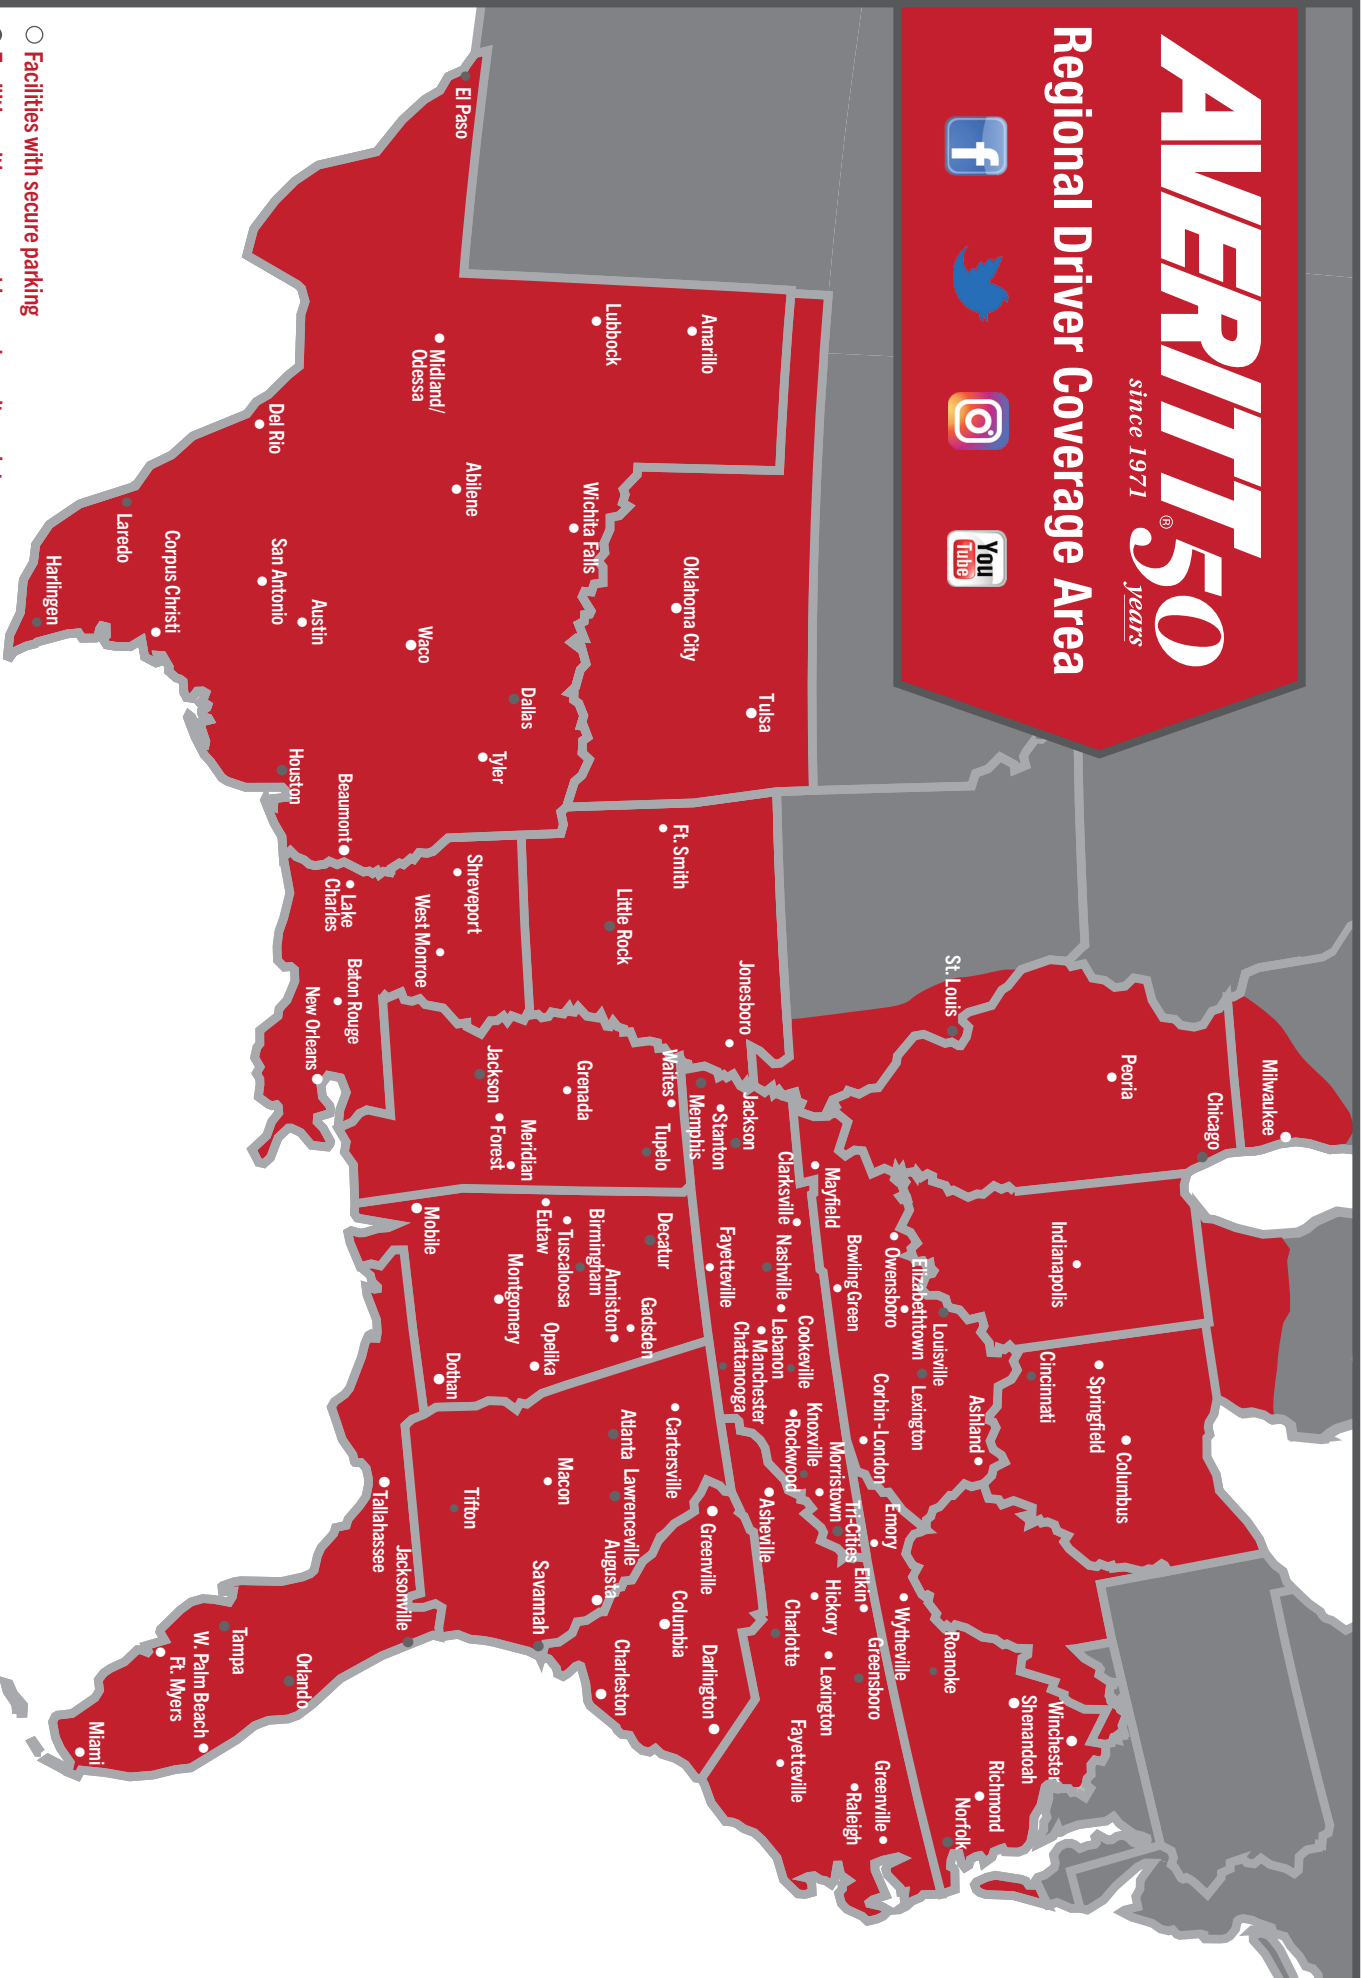 AVERITT®
since 1971
50
years
Regional Driver Coverage Area
f
You
Tube
Milwaukee
Chicago
Peoria
St. Louis
Indianapolis
Springfield
Columbus
Cincinnati
Louisville
Elizabethtown
Owensboro
Lexington
Ashland
Mayfield
Bowling Green
Corbin-London
Winchester
Shenandoah
Richmond
Norfolk
Roanoke
Wytheville
Emory
Clarksville
Nashville
Lebanon
Cookeville
Manchester
Chattanooga
Knoxville
Rockwood
Morristown
Tri-Cities
Fayetteville
Jackson
Stanton
Memphis
Elkin
Hickory
Greensboro
Lexington
Charlotte
Asheville
Fayetteville
Greenville
Raleigh
Tulsa
Oklahoma City
Amarillo
Lubbock
Wichita Falls
El Paso
Midland/
Odessa
Abilene
Dallas
Tyler
Waco
Del Rio
San Antonio
Austin
Houston
Beaumont
Laredo
Corpus Christi
Harlingen
Jonesboro
Ft. Smith
Little Rock
Shreveport
West Monroe
Lake
Charles
Baton Rouge
New Orleans
Waites
Tupelo
Grenada
Jackson
Forest
Meridian
Decatur
Gadsden
Anniston
Birmingham
Tuscaloosa
Eutaw
Montgomery
Opelika
Mobile
Dothan
Cartersville
Atlanta
Lawrenceville
Augusta
Macon
Tifton
Savannah
Greenville
Columbia
Darlington
Charleston
Tallahassee
Jacksonville
Orlando
Tampa
W. Palm Beach
Ft. Myers
Miami
Facilities with secure parking